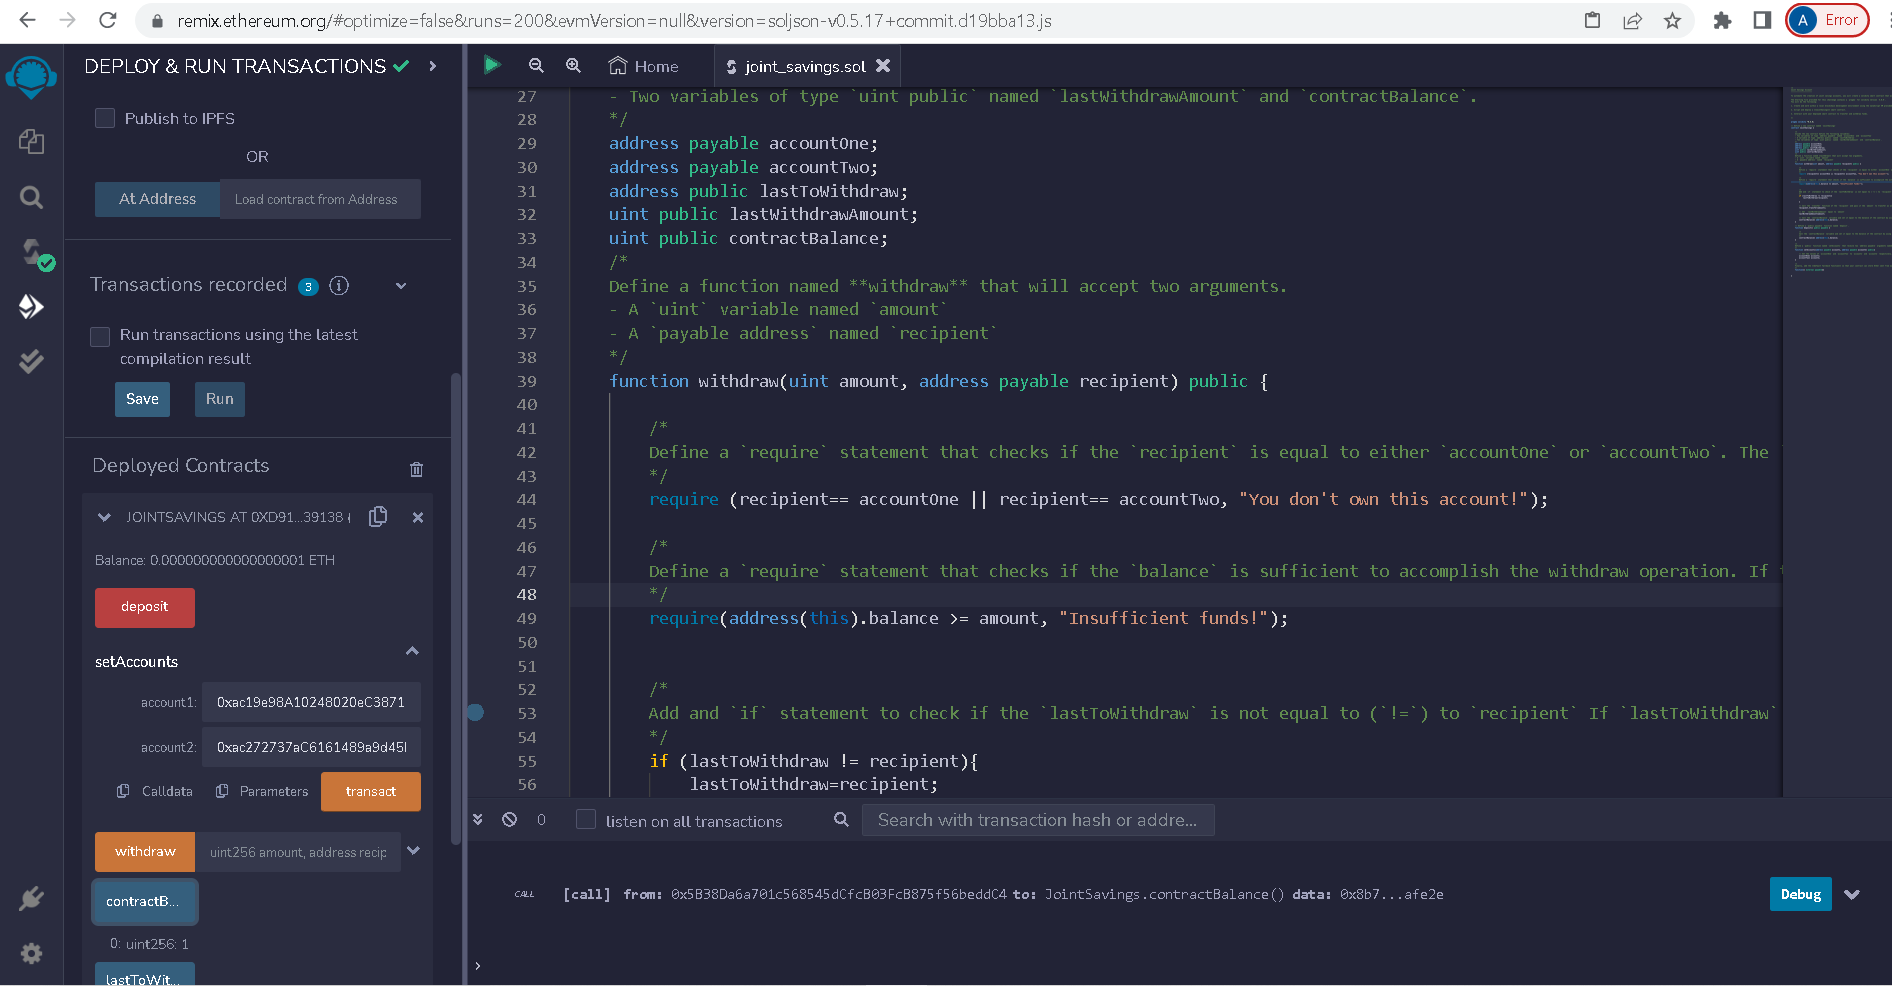 remix.ethereum.org/#optimize=false&runs=200&evmVersion=null&version=soljson-v0.5.17+commit.d19bba13.js
A Error
DEPLOY & RUN TRANSACTIONS
Publish to IPFS
OR
At Address Load contract from Address
Transactions recorded 3 i
Run transactions using the latest
compilation result
Save Run
Deployed Contracts
JOINTSAVINGS AT 0XD91...39138 (
Balance: 0.000000000000000001 ETH
deposit
setAccounts
account1: 0xac19e98A10248020eC3871
account2: 0xac272737aC6161489a9d45
Calldata Parameters transact
withdraw uint256 amount, address recip
contractB...
0: uint256: 1
lastToWit...
Home joint_savings.sol
27 - Two variables of type `uint public` named `lastWithdrawAmount` and `contractBalance`.
28 */
29 address payable accountOne;
30 address payable accountTwo;
31 address public lastToWithdraw;
32 uint public lastWithdrawAmount;
33 uint public contractBalance;
34 /*
35 Define a function named **withdraw** that will accept two arguments.
36 - A `uint` variable named `amount`
37 - A `payable address` named `recipient`
38 */
39 function withdraw(uint amount, address payable recipient) public {
40
41 /*
42 Define a `require` statement that checks if the `recipient` is equal to either `accountOne` or `accountTwo`. The `
43 */
44 require (recipient== accountOne || recipient== accountTwo, "You don't own this account!");
45
46 /*
47 Define a `require` statement that checks if the `balance` is sufficient to accomplish the withdraw operation. If
48 */
49 require(address(this).balance >= amount, "Insufficient funds!");
50
51
52 /*
53 Add and `if` statement to check if the `lastToWithdraw` is not equal to (`!=`) to `recipient` If `lastToWithdraw`
54 */
55 if (lastToWithdraw != recipient){
56 lastToWithdraw=recipient;
0 listen on all transactions Search with transaction hash or addre...
CALL [call] from: 0x5B38Da6a701c568545dCfcB03FcB875f56beddC4 to: JointSavings.contractBalance() data: 0x8b7...afe2e Debug
>